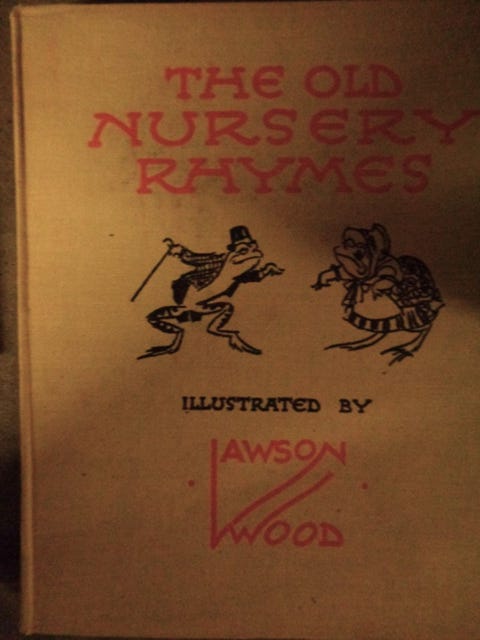 THE OLD
NURSERY
RHYMES
ILLUSTRATED BY
LAWSON
WOOD